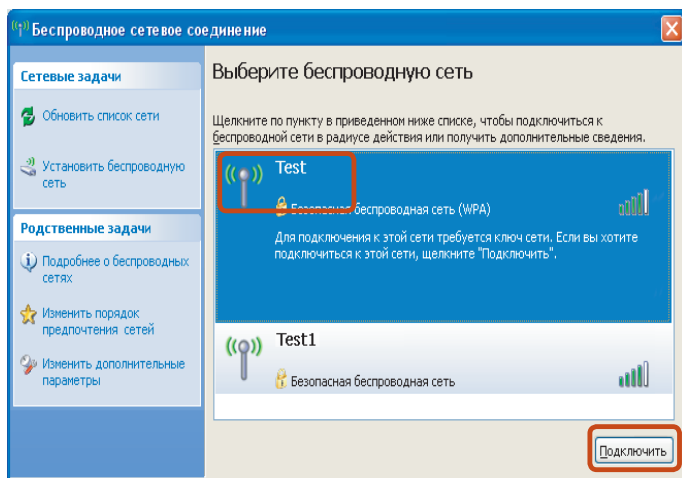 Беспроводное сетевое соединение
Сетевые задачи
Обновить список сети
Установить беспроводную
сеть
Родственные задачи
Подробнее о беспроводных
сетях
Изменить порядок
предпочтения сетей
Изменить дополнительные
параметры
Выберите беспроводную сеть
Щелкните по пункту в приведенном ниже списке, чтобы подключиться к
беспроводной сети в радиусе действия или получить дополнительные сведения.
Test
Безопасная беспроводная сеть (WPA)
Для подключения к этой сети требуется ключ сети. Если вы хотите
подключиться к этой сети, щелкните "Подключить".
Test1
Безопасная беспроводная сеть
Подключить